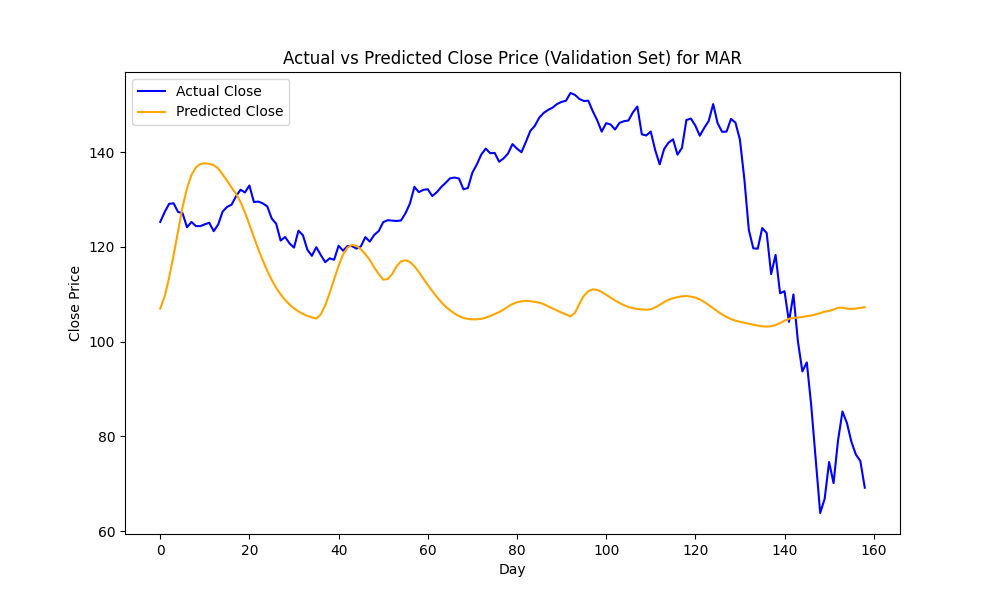 Actual vs Predicted Close Price (Validation Set) for MAR
Actual Close
Predicted Close
Close Price
140
120
100
80
60
0 20 40 60 80 100 120 140 160
Day